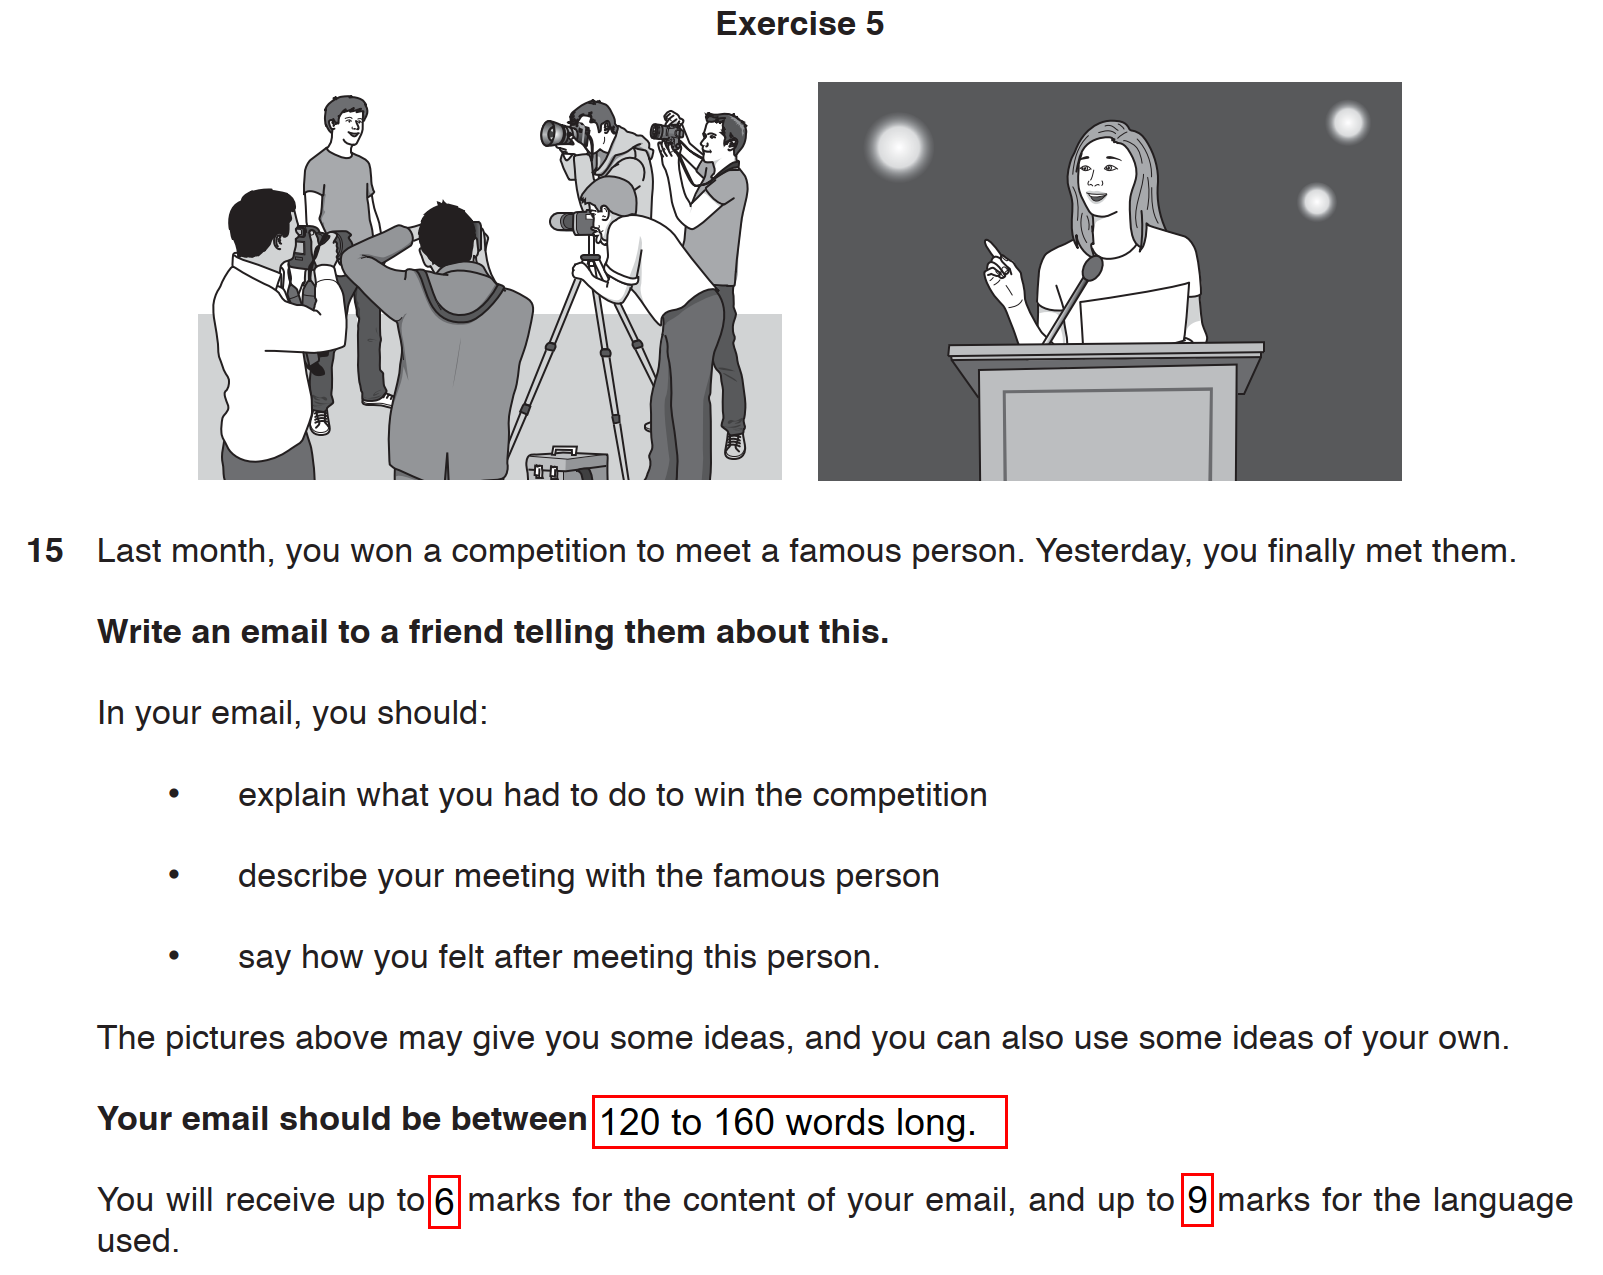 Exercise 5
15 Last month, you won a competition to meet a famous person. Yesterday, you finally met them.
Write an email to a friend telling them about this.
In your email, you should:
• explain what you had to do to win the competition
• describe your meeting with the famous person
• say how you felt after meeting this person.
The pictures above may give you some ideas, and you can also use some ideas of your own.
Your email should be between 120 to 160 words long.
You will receive up to 6 marks for the content of your email, and up to 9 marks for the language
used.